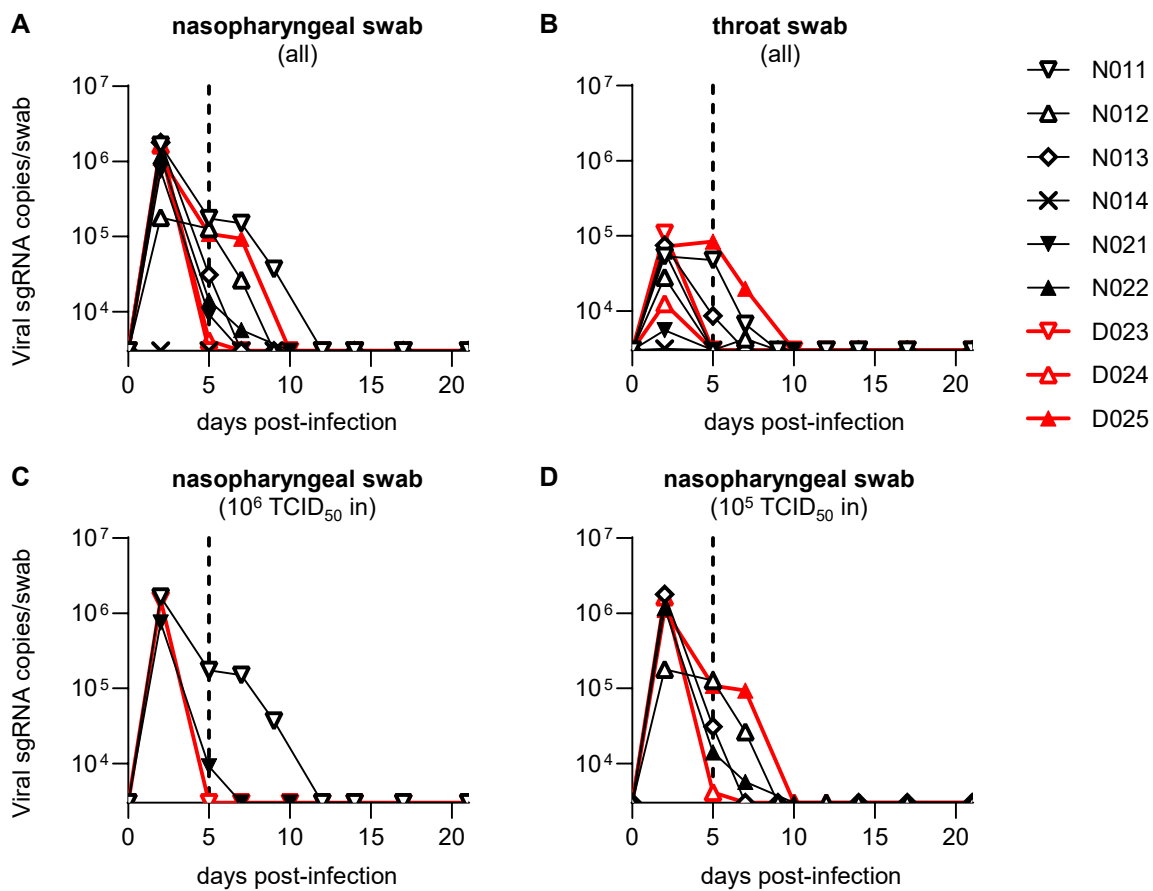 A
nasopharyngeal swab
(all)
Viral sgRNA copies/swab
10⁷
10⁶
10⁵
10⁴
0 5 10 15 20
days post-infection
B
throat swab
(all)
10⁷
10⁶
10⁵
10⁴
0 5 10 15 20
days post-infection
N011
N012
N013
N014
N021
N022
D023
D024
D025
C
nasopharyngeal swab
(10⁶ TCID₅₀ in)
Viral sgRNA copies/swab
10⁷
10⁶
10⁵
10⁴
0 5 10 15 20
days post-infection
D
nasopharyngeal swab
(10⁵ TCID₅₀ in)
10⁷
10⁶
10⁵
10⁴
0 5 10 15 20
days post-infection